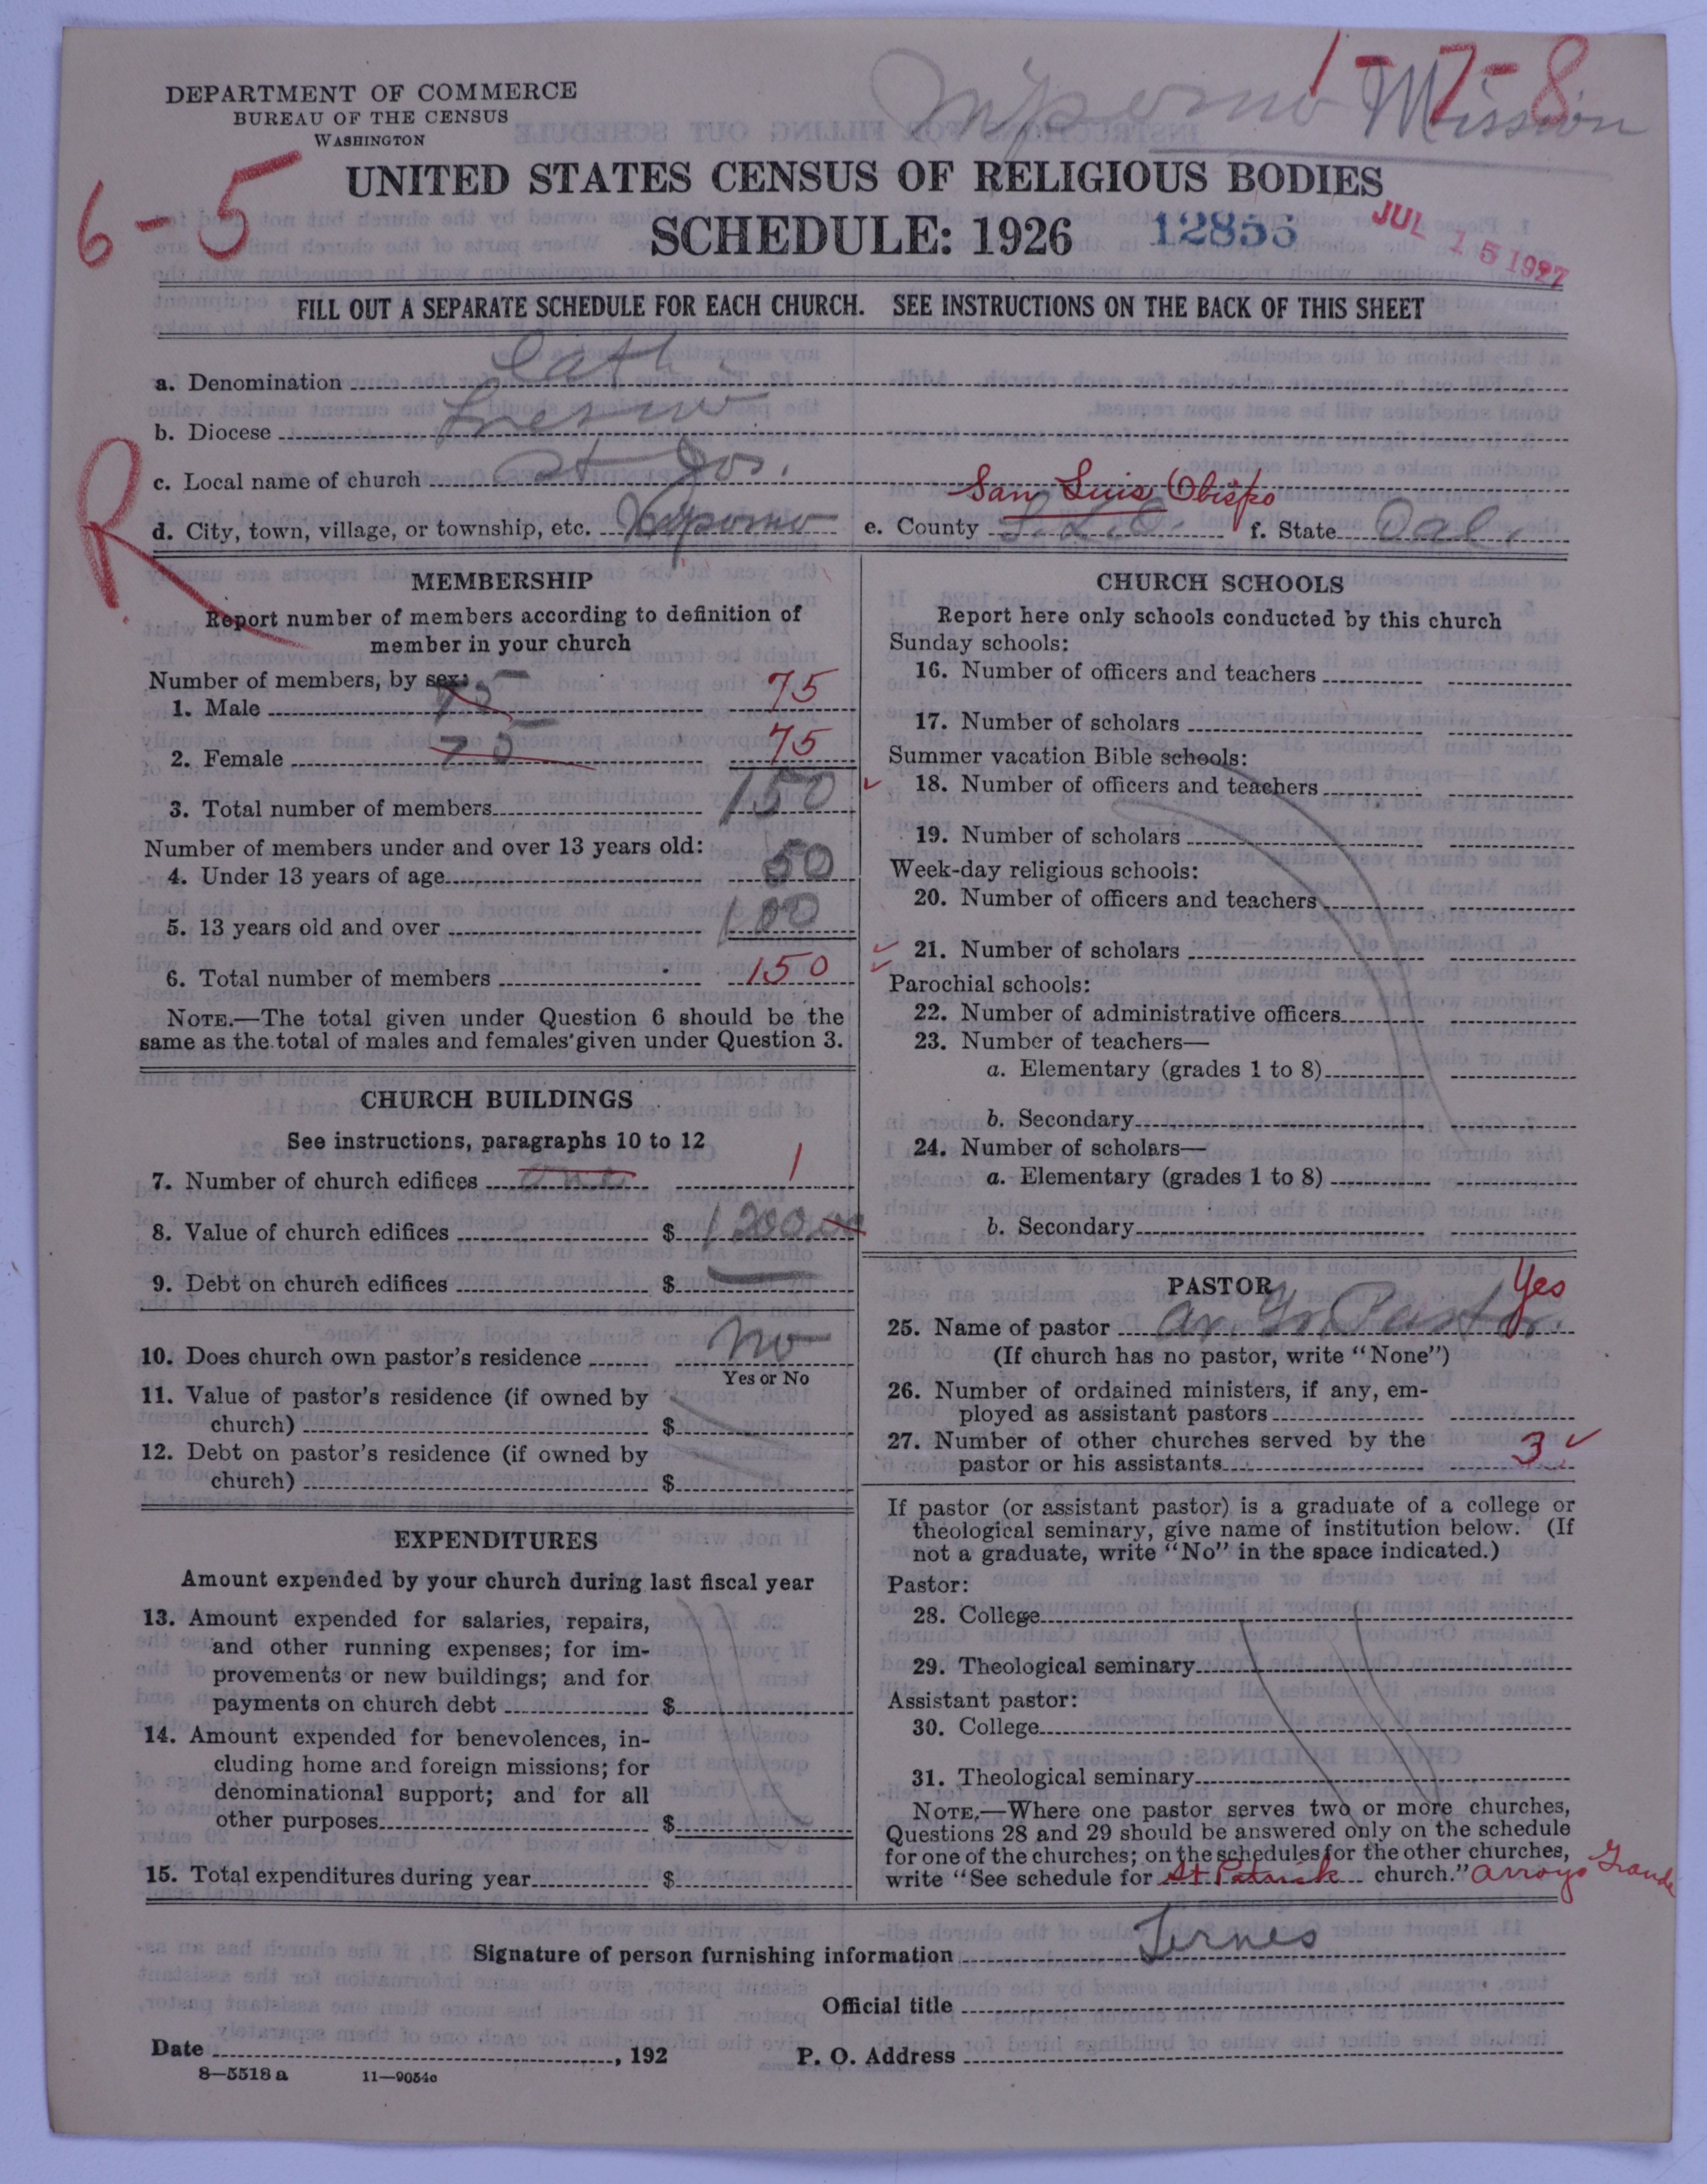 1-7-8
Nipomo Mission
DEPARTMENT OF COMMERCE
BUREAU OF THE CENSUS
WASHINGTON
6-5
UNITED STATES CENSUS OF RELIGIOUS BODIES
SCHEDULE: 1926 12855 JUL 15 1927
FILL OUT A SEPARATE SCHEDULE FOR EACH CHURCH. SEE INSTRUCTIONS ON THE BACK OF THIS SHEET
a. Denomination Cath.
b. Diocese Fresno
c. Local name of church St Jos.
San Luis Obispo
d. City, town, village, or township, etc. Nipomo e. County S.L.O. f. State Cal.
R
MEMBERSHIP
Report number of members according to definition of
member in your church
Number of members, by sex:
1. Male 75 75
2. Female 75 75
3. Total number of members 150
Number of members under and over 13 years old:
4. Under 13 years of age 50
5. 13 years old and over 100
6. Total number of members 150
NOTE.—The total given under Question 6 should be the
same as the total of males and females given under Question 3.
CHURCH BUILDINGS
See instructions, paragraphs 10 to 12
7. Number of church edifices one 1
8. Value of church edifices $ 1200.00
9. Debt on church edifices $ —
10. Does church own pastor's residence no
Yes or No
11. Value of pastor's residence (if owned by
church) $
12. Debt on pastor's residence (if owned by
church) $
EXPENDITURES
Amount expended by your church during last fiscal year
13. Amount expended for salaries, repairs,
and other running expenses; for im-
provements or new buildings; and for
payments on church debt $
14. Amount expended for benevolences, in-
cluding home and foreign missions; for
denominational support; and for all
other purposes $
15. Total expenditures during year $
CHURCH SCHOOLS
Report here only schools conducted by this church
Sunday schools:
16. Number of officers and teachers
17. Number of scholars
Summer vacation Bible schools:
18. Number of officers and teachers
19. Number of scholars
Week-day religious schools:
20. Number of officers and teachers
21. Number of scholars
Parochial schools:
22. Number of administrative officers
23. Number of teachers—
a. Elementary (grades 1 to 8)
b. Secondary
24. Number of scholars—
a. Elementary (grades 1 to 8)
b. Secondary
PASTOR Yes
25. Name of pastor Ar. Gr. Pastor.
(If church has no pastor, write "None")
26. Number of ordained ministers, if any, em-
ployed as assistant pastors
27. Number of other churches served by the
pastor or his assistants 3 ✓
If pastor (or assistant pastor) is a graduate of a college or
theological seminary, give name of institution below. (If
not a graduate, write "No" in the space indicated.)
Pastor:
28. College
29. Theological seminary
Assistant pastor:
30. College
31. Theological seminary
NOTE.—Where one pastor serves two or more churches,
Questions 28 and 29 should be answered only on the schedule
for one of the churches; on the schedules for the other churches,
write "See schedule for St Patrick church." Arroyo Grande
Signature of person furnishing information Ternes
Official title
Date , 192 P. O. Address
8—5518 a 11—9054c